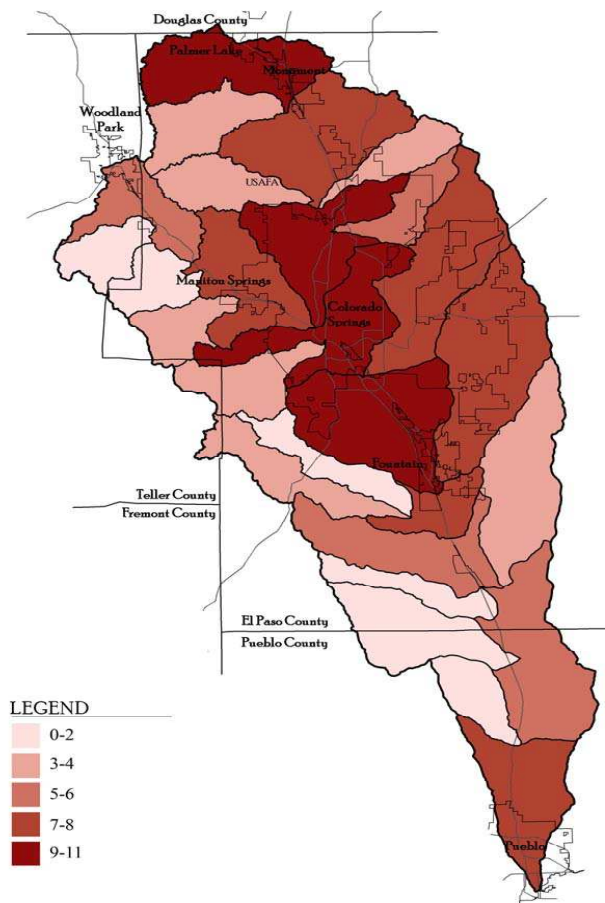 Douglas County
Palmer Lake
Monument
Woodland
Park
USAFA
Manitou Springs
Colorado
Springs
Fountain
Teller County
Fremont County
El Paso County
Pueblo County
LEGEND
0-2
3-4
5-6
7-8
9-11
Pueblo